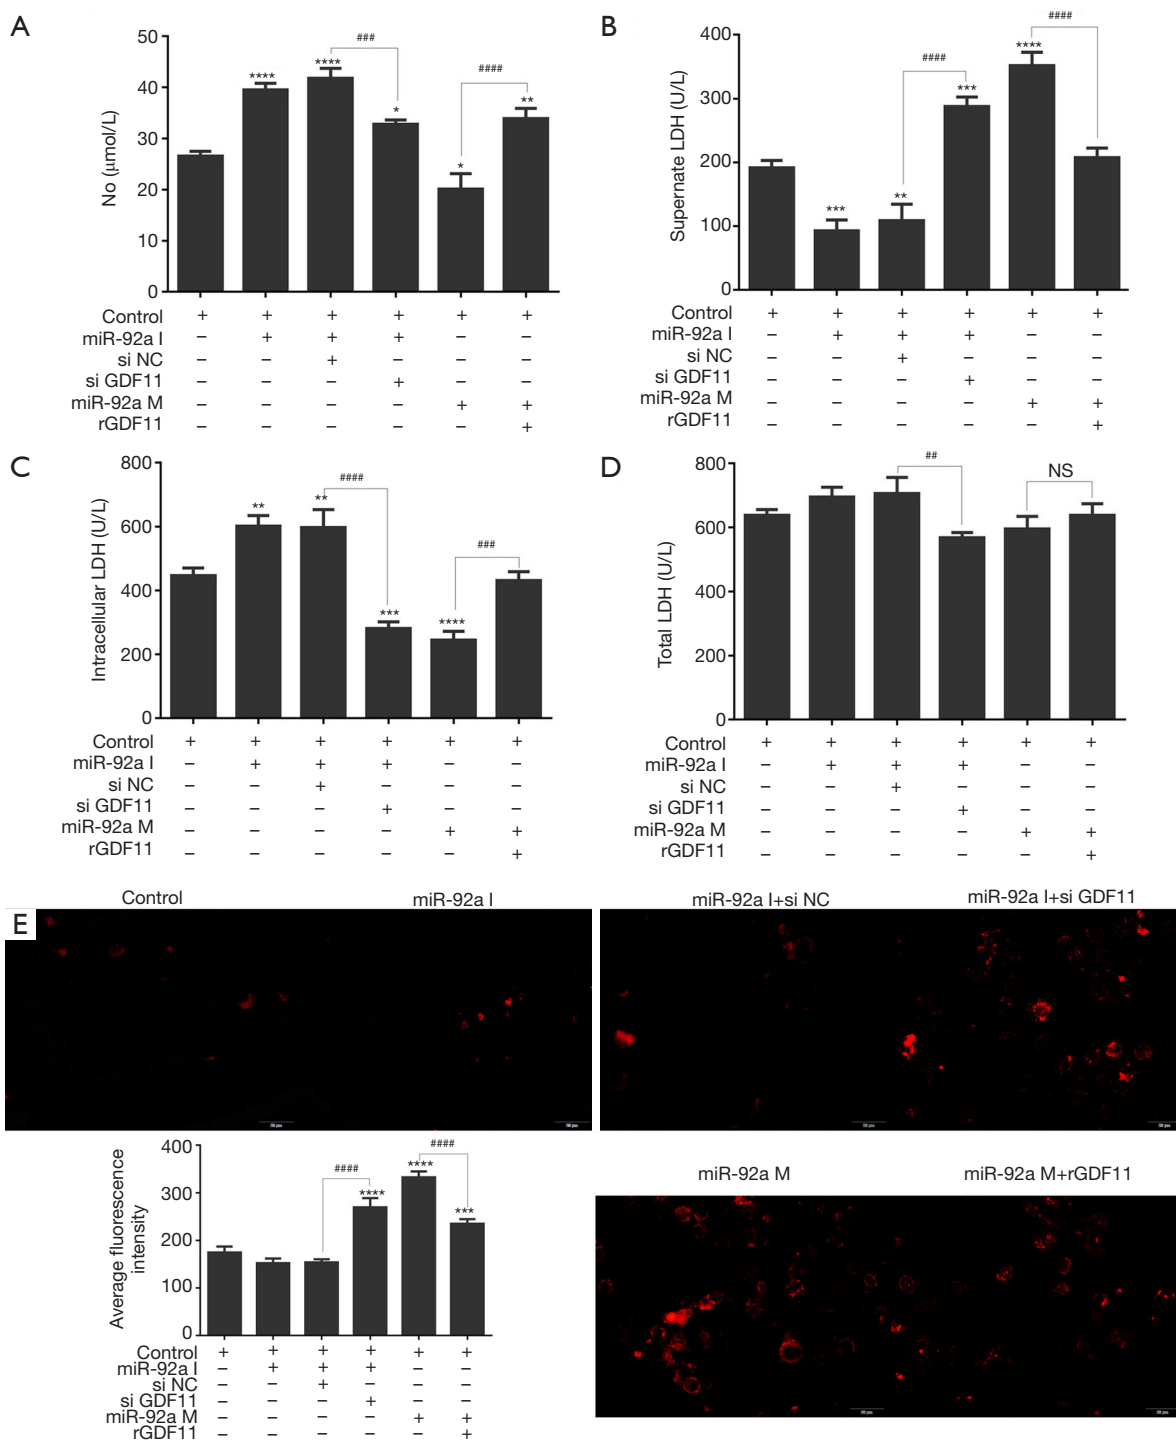 A
No (μmol/L)
50
40
30
20
10
0
****
****
###
*
*
####
**
Control + + + + + +
miR-92a I – + + + – –
si NC – – + – – –
si GDF11 – – – + – –
miR-92a M – – – – + +
rGDF11 – – – – – +
B
Supernate LDH (U/L)
400
300
200
100
0
***
**
####
***
****
####
Control + + + + + +
miR-92a I – + + + – –
si NC – – + – – –
si GDF11 – – – + – –
miR-92a M – – – – + +
rGDF11 – – – – – +
C
Intracellular LDH (U/L)
800
600
400
200
0
**
**
####
***
****
###
Control + + + + + +
miR-92a I – + + + – –
si NC – – + – – –
si GDF11 – – – + – –
miR-92a M – – – – + +
rGDF11 – – – – – +
D
Total LDH (U/L)
800
600
400
200
0
##
NS
Control + + + + + +
miR-92a I – + + + – –
si NC – – + – – –
si GDF11 – – – + – –
miR-92a M – – – – + +
rGDF11 – – – – – +
E
Control miR-92a I
miR-92a I+si NC miR-92a I+si GDF11
Average fluorescence
intensity
400
300
200
100
0
####
****
****
####
***
Control + + + + + +
miR-92a I – + + + – –
si NC – – + – – –
si GDF11 – – – + – –
miR-92a M – – – – + +
rGDF11 – – – – – +
miR-92a M miR-92a M+rGDF11